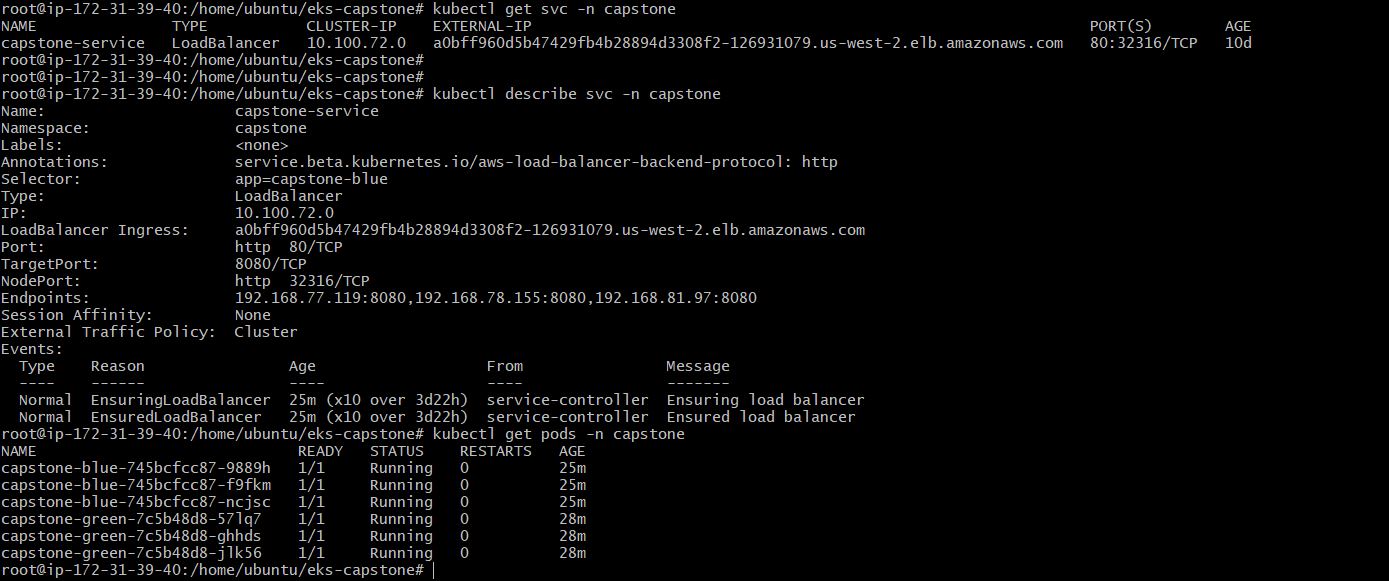 root@ip-172-31-39-40:/home/ubuntu/eks-capstone# kubectl get svc -n capstone
NAME TYPE CLUSTER-IP EXTERNAL-IP PORT(S) AGE
capstone-service LoadBalancer 10.100.72.0 a0bff960d5b47429fb4b28894d3308f2-126931079.us-west-2.elb.amazonaws.com 80:32316/TCP 10d
root@ip-172-31-39-40:/home/ubuntu/eks-capstone#
root@ip-172-31-39-40:/home/ubuntu/eks-capstone#
root@ip-172-31-39-40:/home/ubuntu/eks-capstone# kubectl describe svc -n capstone
Name: capstone-service
Namespace: capstone
Labels: <none>
Annotations: service.beta.kubernetes.io/aws-load-balancer-backend-protocol: http
Selector: app=capstone-blue
Type: LoadBalancer
IP: 10.100.72.0
LoadBalancer Ingress: a0bff960d5b47429fb4b28894d3308f2-126931079.us-west-2.elb.amazonaws.com
Port: http 80/TCP
TargetPort: 8080/TCP
NodePort: http 32316/TCP
Endpoints: 192.168.77.119:8080,192.168.78.155:8080,192.168.81.97:8080
Session Affinity: None
External Traffic Policy: Cluster
Events:
Type Reason Age From Message
---- ------ ---- ---- -------
Normal EnsuringLoadBalancer 25m (x10 over 3d22h) service-controller Ensuring load balancer
Normal EnsuredLoadBalancer 25m (x10 over 3d22h) service-controller Ensured load balancer
root@ip-172-31-39-40:/home/ubuntu/eks-capstone# kubectl get pods -n capstone
NAME READY STATUS RESTARTS AGE
capstone-blue-745bcfcc87-9889h 1/1 Running 0 25m
capstone-blue-745bcfcc87-f9fkm 1/1 Running 0 25m
capstone-blue-745bcfcc87-ncjsc 1/1 Running 0 25m
capstone-green-7c5b48d8-57lq7 1/1 Running 0 28m
capstone-green-7c5b48d8-ghhds 1/1 Running 0 28m
capstone-green-7c5b48d8-jlk56 1/1 Running 0 28m
root@ip-172-31-39-40:/home/ubuntu/eks-capstone#